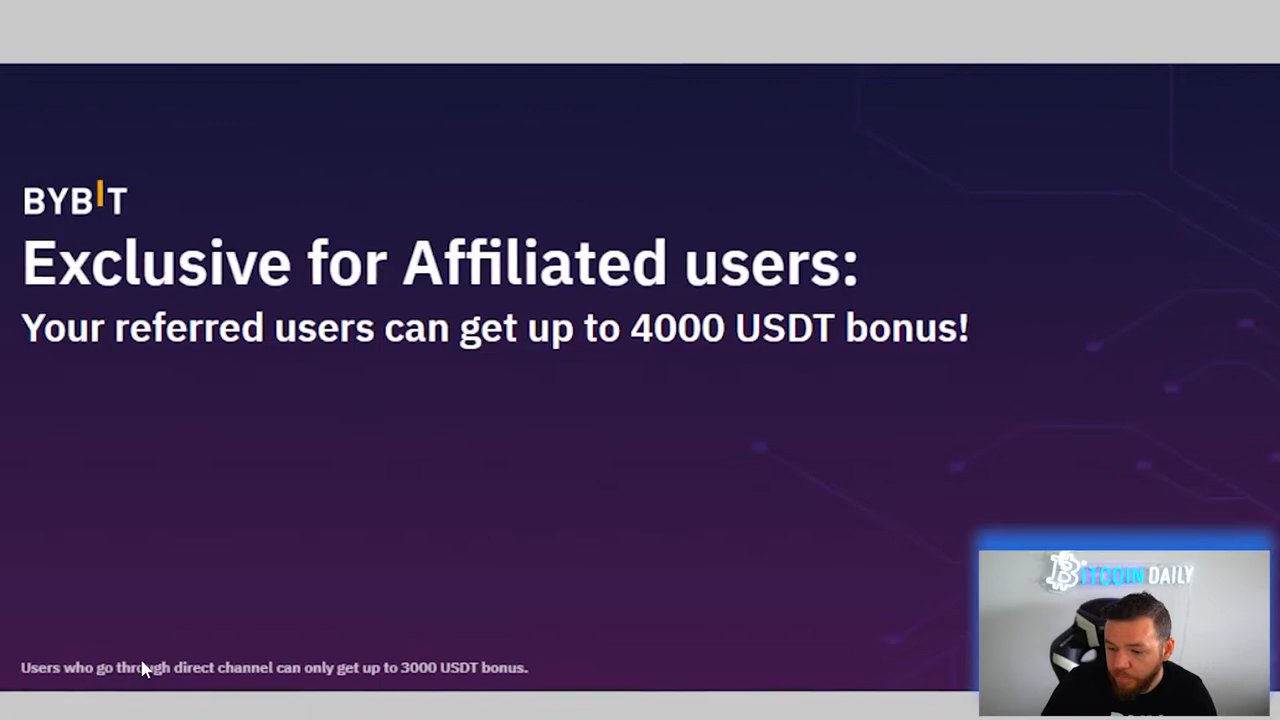 BYBIT
Exclusive for Affiliated users:
Your referred users can get up to 4000 USDT bonus!
BITCOIN DAILY
Users who go through direct channel can only get up to 3000 USDT bonus.